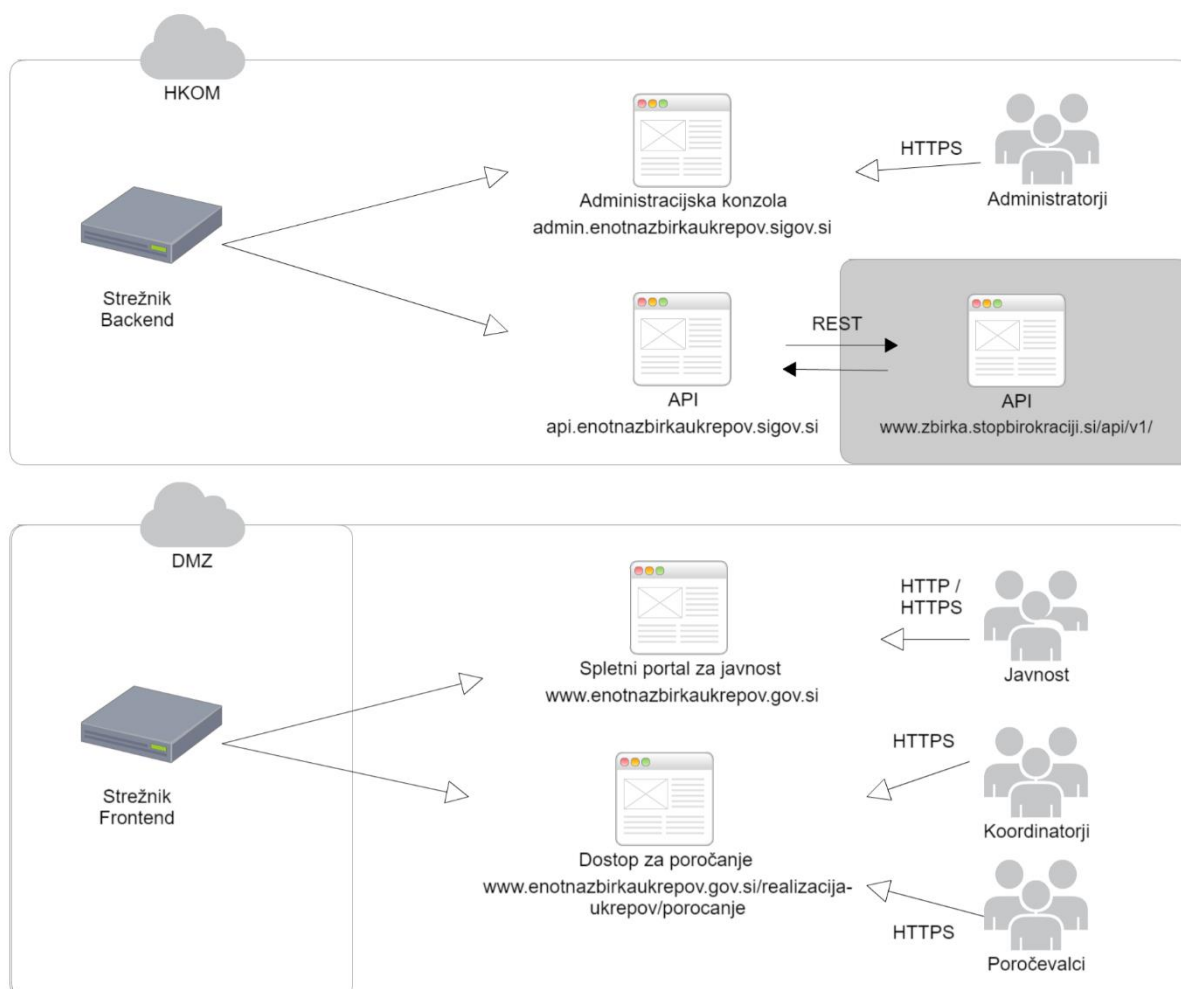 HKOM
HTTPS
Administracijska konzola
admin.enotnazbirkaukrepov.sigov.si
Administratorji
Strežnik
Backend
REST
API
api.enotnazbirkaukrepov.sigov.si
API
www.zbirka.stopbirokraciji.si/api/v1/
DMZ
HTTP /
HTTPS
Spletni portal za javnost
www.enotnazbirkaukrepov.gov.si
Javnost
Strežnik
Frontend
HTTPS
Koordinatorji
Dostop za poročanje
www.enotnazbirkaukrepov.gov.si/realizacija-
ukrepov/porocanje
HTTPS
Poročevalci